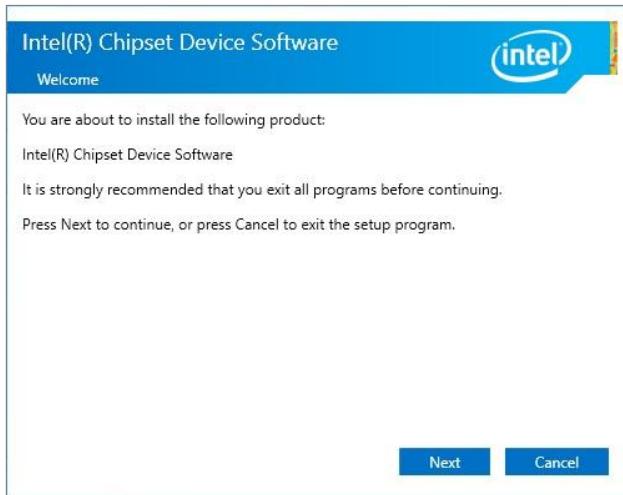 Intel(R) Chipset Device Software
intel
Welcome
You are about to install the following product:
Intel(R) Chipset Device Software
It is strongly recommended that you exit all programs before continuing.
Press Next to continue, or press Cancel to exit the setup program.
Next
Cancel